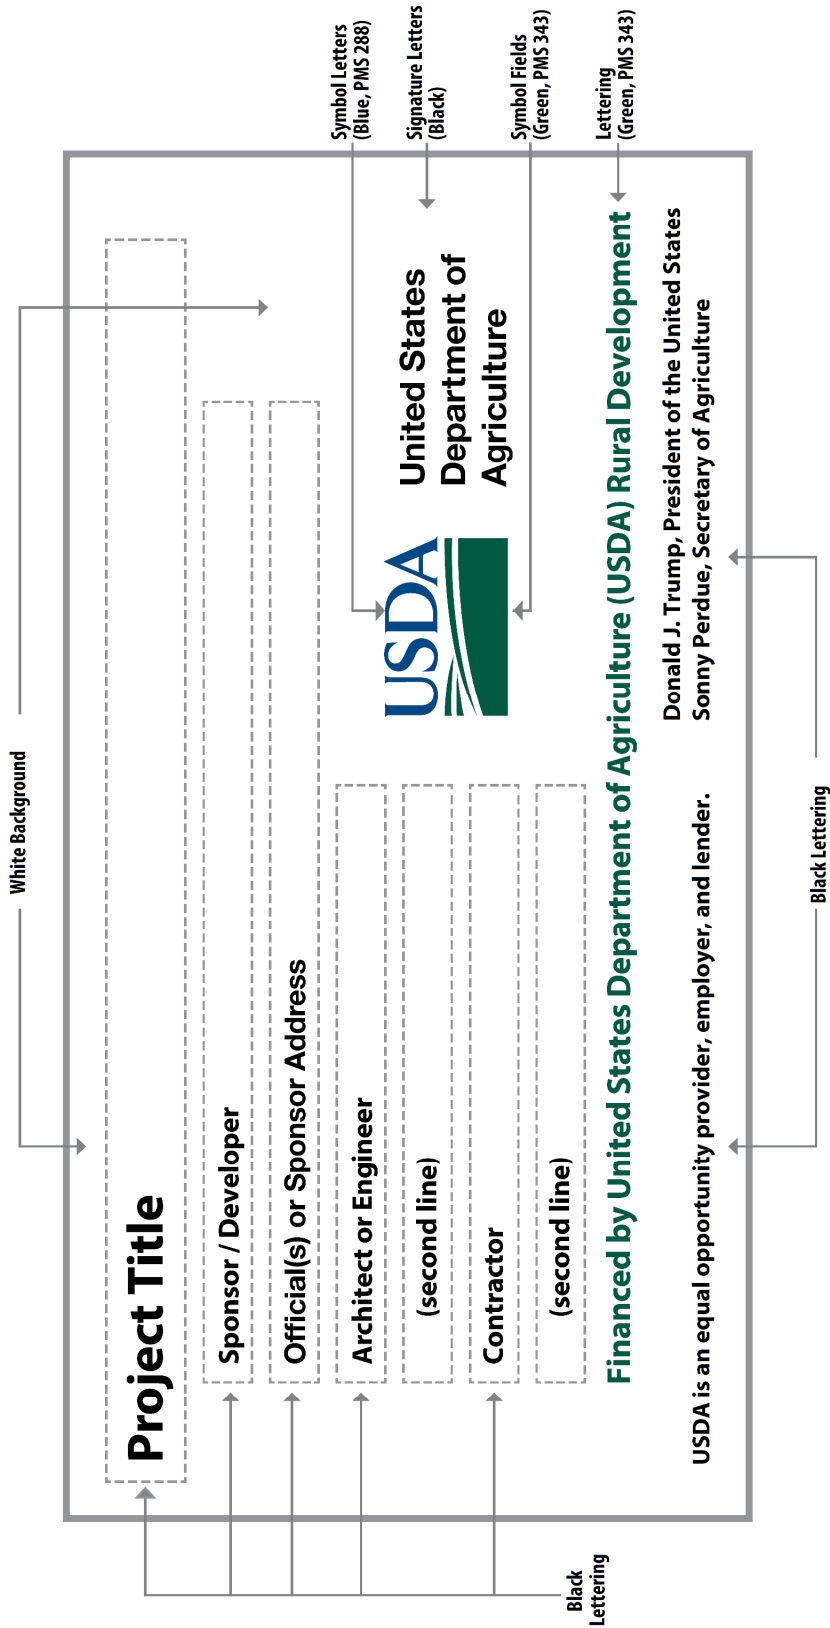 White Background
Project Title
Sponsor / Developer
Official(s) or Sponsor Address
Architect or Engineer
(second line)
Contractor
(second line)
USDA
United States
Department of
Agriculture
Symbol Letters
(Blue, PMS 288)
Signature Letters
(Black)
Symbol Fields
(Green, PMS 343)
Lettering
(Green, PMS 343)
Financed by United States Department of Agriculture (USDA) Rural Development
Donald J. Trump, President of the United States
Sonny Perdue, Secretary of Agriculture
USDA is an equal opportunity provider, employer, and lender.
Black
Lettering
Black Lettering